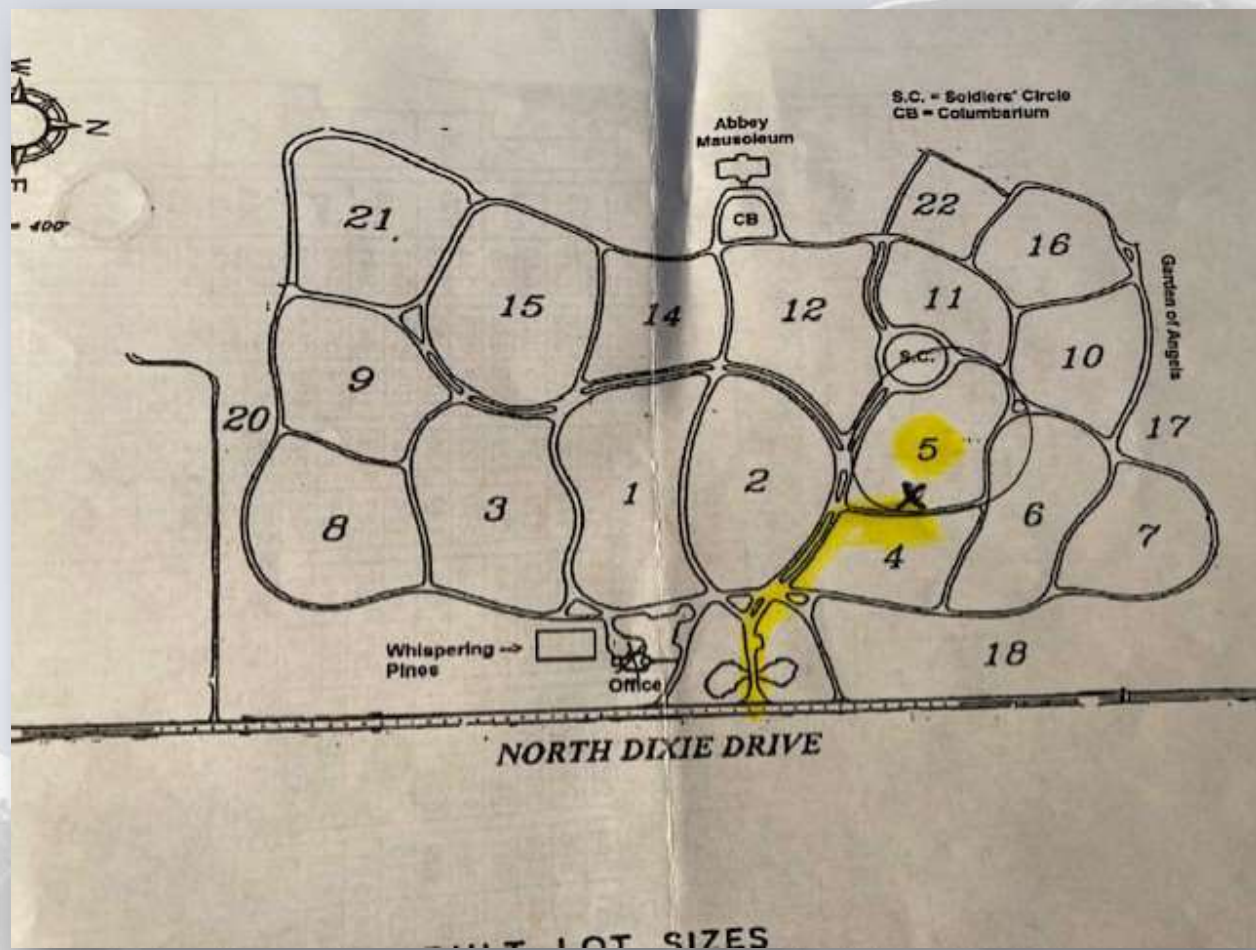 W
N
E
= 400'
S.C. = Soldiers' Circle
CB = Columbarium
Abbey
Mausoleum
CB
21
22
16
15
14
12
11
Garden of Angels
S.C.
10
9
20
17
5
8
3
1
2
6
7
4
18
Whispering -->
Pines
Office
NORTH DIXIE DRIVE
LOT SIZES